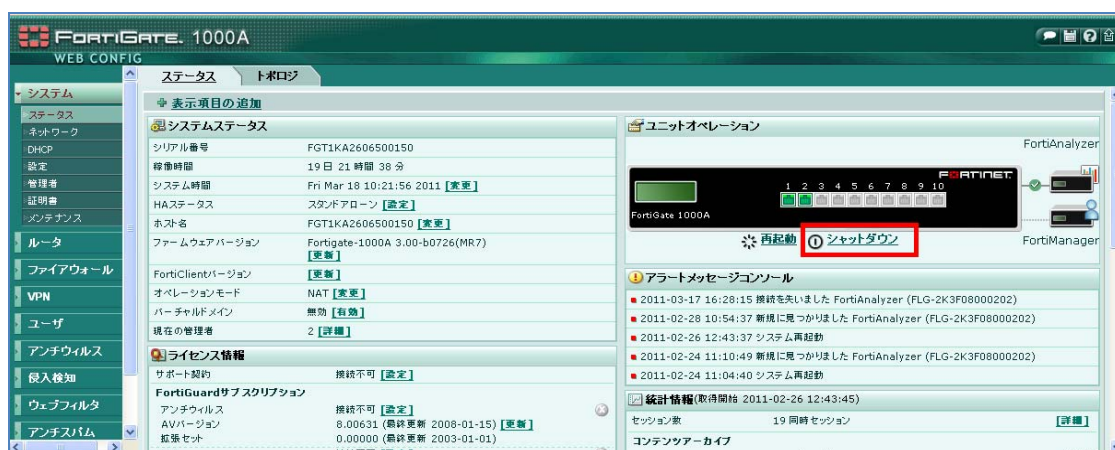 FORTIGATE. 1000A
WEB CONFIG
ステータス トポロジ
システム
ステータス
ネットワーク
DHCP
設定
管理者
証明書
メンテナンス
ルータ
ファイアウォール
VPN
ユーザ
アンチウィルス
侵入検知
ウェブフィルタ
アンチスパム
表示項目の追加
システムステータス
シリアル番号 FGT1KA2606500150
稼働時間 19日 21 時間 38 分
システム時間 Fri Mar 18 10:21:56 2011 [変更]
HAステータス スタンドアローン [設定]
ホスト名 FGT1KA2606500150 [変更]
ファームウェアバージョン Fortigate-1000A 3.00-b0726(MR7)
[更新]
FortiClientバージョン [更新]
オペレーションモード NAT [変更]
バーチャルドメイン 無効 [有効]
現在の管理者 2 [詳細]
ライセンス情報
サポート契約 接続不可 [設定]
FortiGuardサブスクリプション
アンチウィルス 接続不可 [設定]
AVバージョン 8.00631 (最終更新 2008-01-15) [更新]
拡張セット 0.00000 (最終更新 2003-01-01)
ユニットオペレーション
FortiAnalyzer
FORTINET.
1 2 3 4 5 6 7 8 9 10
FortiGate 1000A
再起動 シャットダウン FortiManager
アラートメッセージコンソール
2011-03-17 16:28:15 接続を失いました FortiAnalyzer (FLG-2K3F08000202)
2011-02-28 10:54:37 新規に見つかりました FortiAnalyzer (FLG-2K3F08000202)
2011-02-26 12:43:37 システム再起動
2011-02-24 11:10:49 新規に見つかりました FortiAnalyzer (FLG-2K3F08000202)
2011-02-24 11:04:40 システム再起動
統計情報(取得開始 2011-02-26 12:43:45)
セッション数 19 同時セッション [詳細]
コンテンツアーカイブ